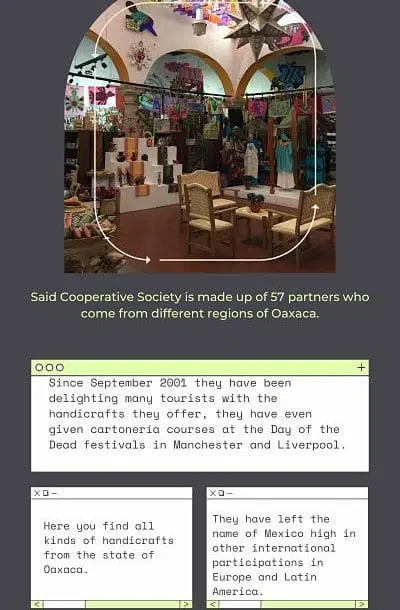 Said Cooperative Society is made up of 57 partners who
come from different regions of Oaxaca.
Since September 2001 they have been
delighting many tourists with the
handicrafts they offer, they have even
given cartonería courses at the Day of the
Dead festivals in Manchester and Liverpool.
Here you find all
kinds of handicrafts
from the state of
Oaxaca.
They have left the
name of Mexico high in
other international
participations in
Europe and Latin
America.